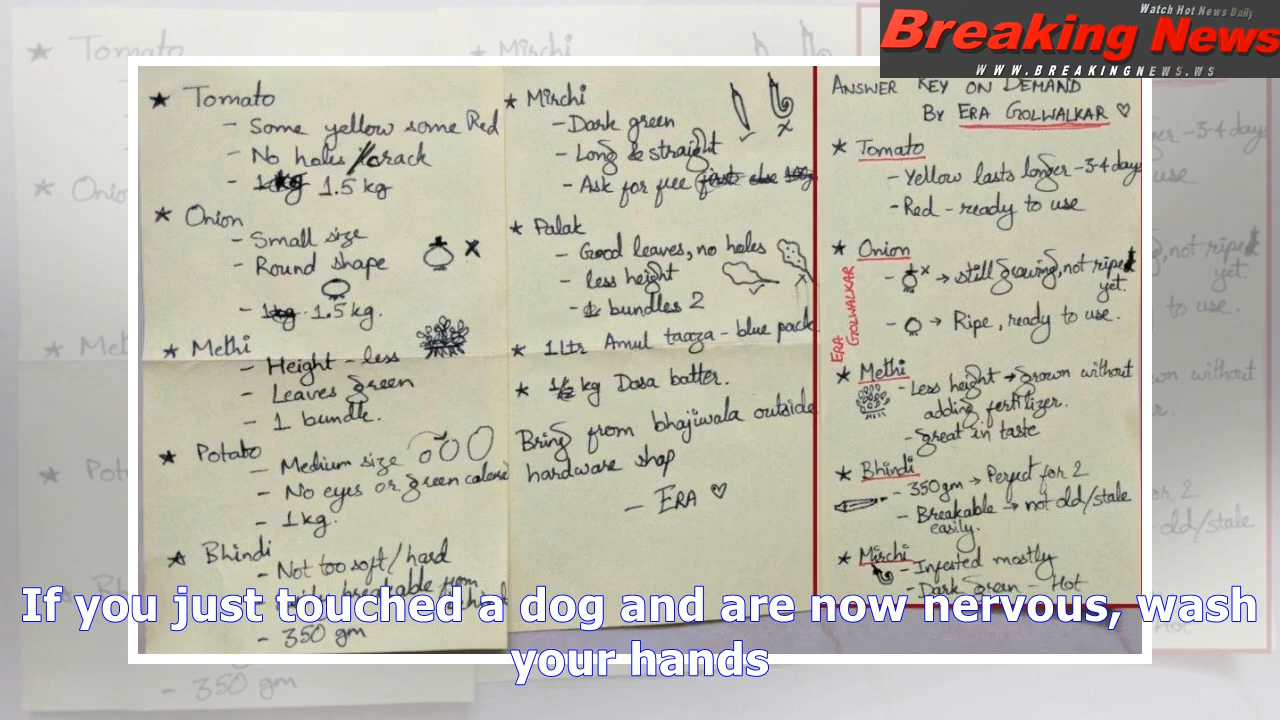 Watch Hot News Daily
Breaking News
WWW.BREAKINGNEWS.WS
★ Tomato
- Some yellow some Red
- No holes / crack
- 1.5 kg
★ Onion
- Small size
- Round shape
- 1.5 kg.
★ Methi
- Height - less
- Leaves green
- 1 bundle.
★ Potato
- Medium size
- No eyes or green
- 1 kg.
★ Bhindi
- Not too soft / hard
- breakable from
- 350 gm
★ Mirchi
- Dark green
- Long & straight
- Ask for free
★ Palak
- Good leaves, no holes
- less height
- bundles 2
★ 1 Ltr Amul taaza - blue pack
★ 1/2 kg Dosa batter.
Bring from bhajiwala outside
hardware shop
- ERA ♡
ANSWER KEY ON DEMAND
By ERA GOLWALKAR ♡
★ Tomato
- Yellow lasts longer - 3-4 days
- Red - ready to use
★ Onion
- x → still growing, not ripe
yet.
- → Ripe, ready to use.
ERA
GOLWALKAR
★ Methi
- Less height → grown without
adding fertilizer.
- great in taste
★ Bhindi
- 350gm → Perfect for 2
- Breakable → not old/stale
easily.
★ Mirchi
- Infested mostly
- Dark Green - Hot
If you just touched a dog and are now nervous, wash
your hands